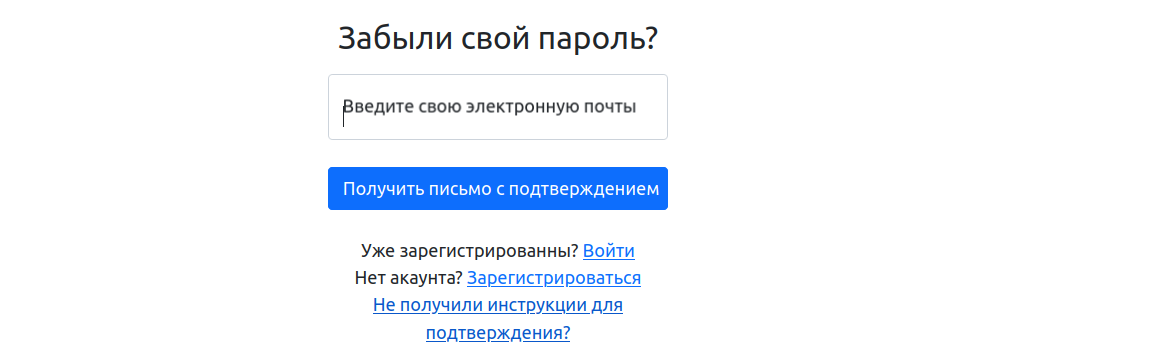 Забыли свой пароль?
Введите свою электронную почты
Получить письмо с подтверждением
Уже зарегистрированны? Войти
Нет акаунта? Зарегистрироваться
Не получили инструкции для
подтверждения?